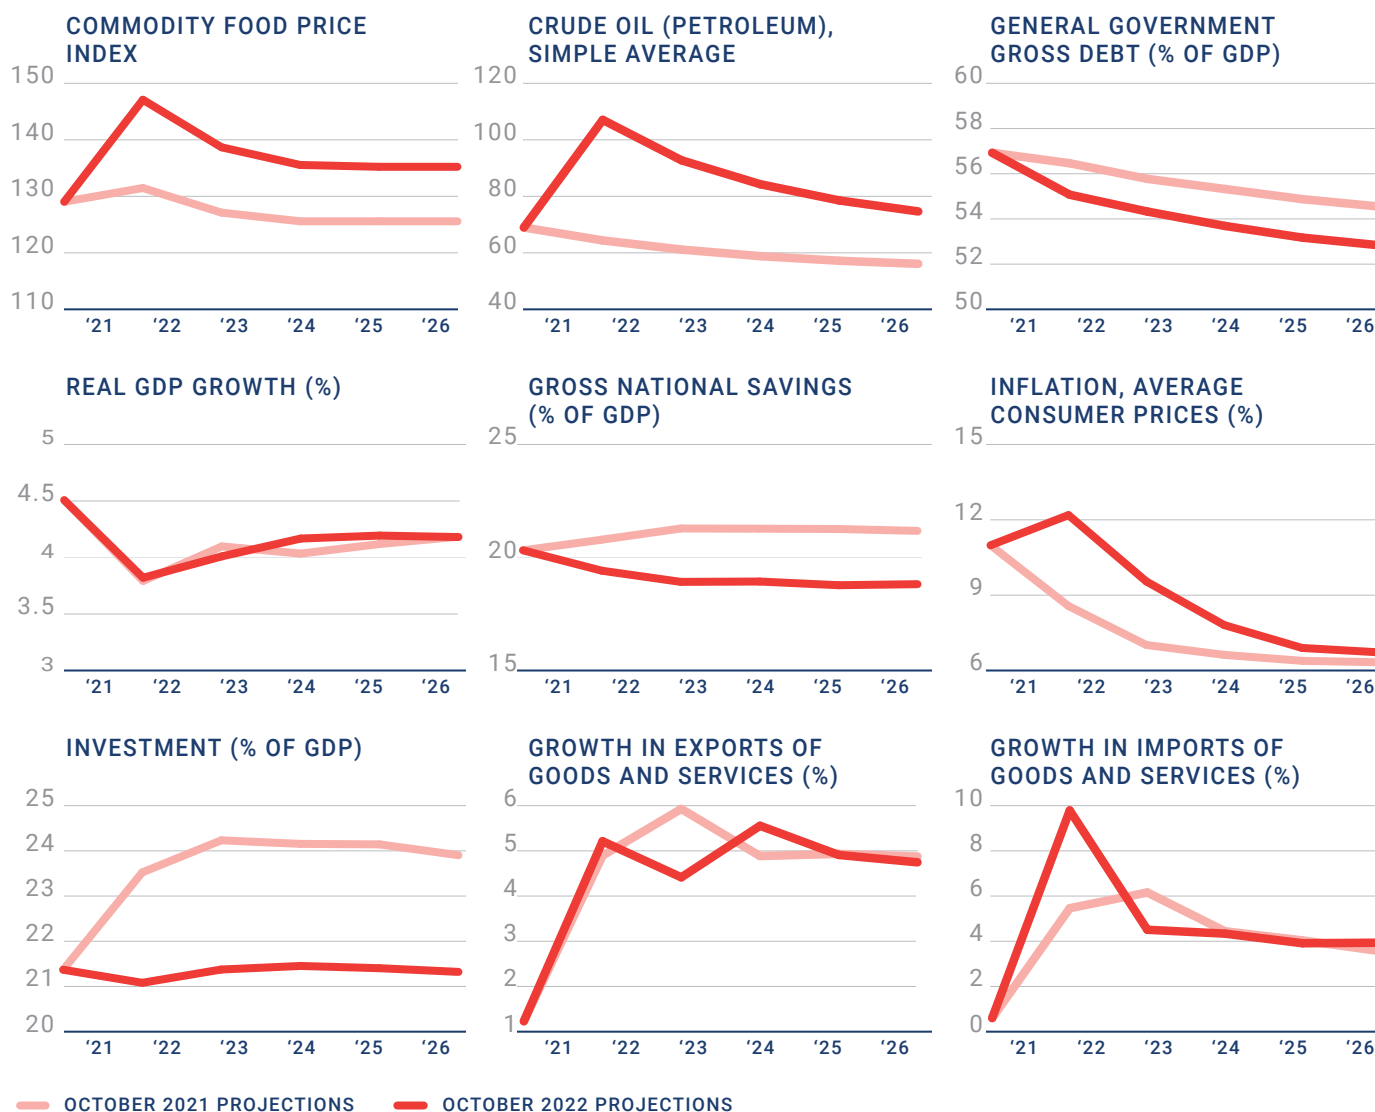 COMMODITY FOOD PRICE
INDEX
150
140
130
120
110
‘21 ‘22 ‘23 ‘24 ‘25 ‘26
CRUDE OIL (PETROLEUM),
SIMPLE AVERAGE
120
100
80
60
40
‘21 ‘22 ‘23 ‘24 ‘25 ‘26
GENERAL GOVERNMENT
GROSS DEBT (% OF GDP)
60
58
56
54
52
50
‘21 ‘22 ‘23 ‘24 ‘25 ‘26
REAL GDP GROWTH (%)
5
4.5
4
3.5
3
‘21 ‘22 ‘23 ‘24 ‘25 ‘26
GROSS NATIONAL SAVINGS
(% OF GDP)
25
20
15
‘21 ‘22 ‘23 ‘24 ‘25 ‘26
INFLATION, AVERAGE
CONSUMER PRICES (%)
15
12
9
6
‘21 ‘22 ‘23 ‘24 ‘25 ‘26
INVESTMENT (% OF GDP)
25
24
23
22
21
20
‘21 ‘22 ‘23 ‘24 ‘25 ‘26
GROWTH IN EXPORTS OF
GOODS AND SERVICES (%)
6
5
4
3
2
1
‘21 ‘22 ‘23 ‘24 ‘25 ‘26
GROWTH IN IMPORTS OF
GOODS AND SERVICES (%)
10
8
6
4
2
0
‘21 ‘22 ‘23 ‘24 ‘25 ‘26
OCTOBER 2021 PROJECTIONS
OCTOBER 2022 PROJECTIONS